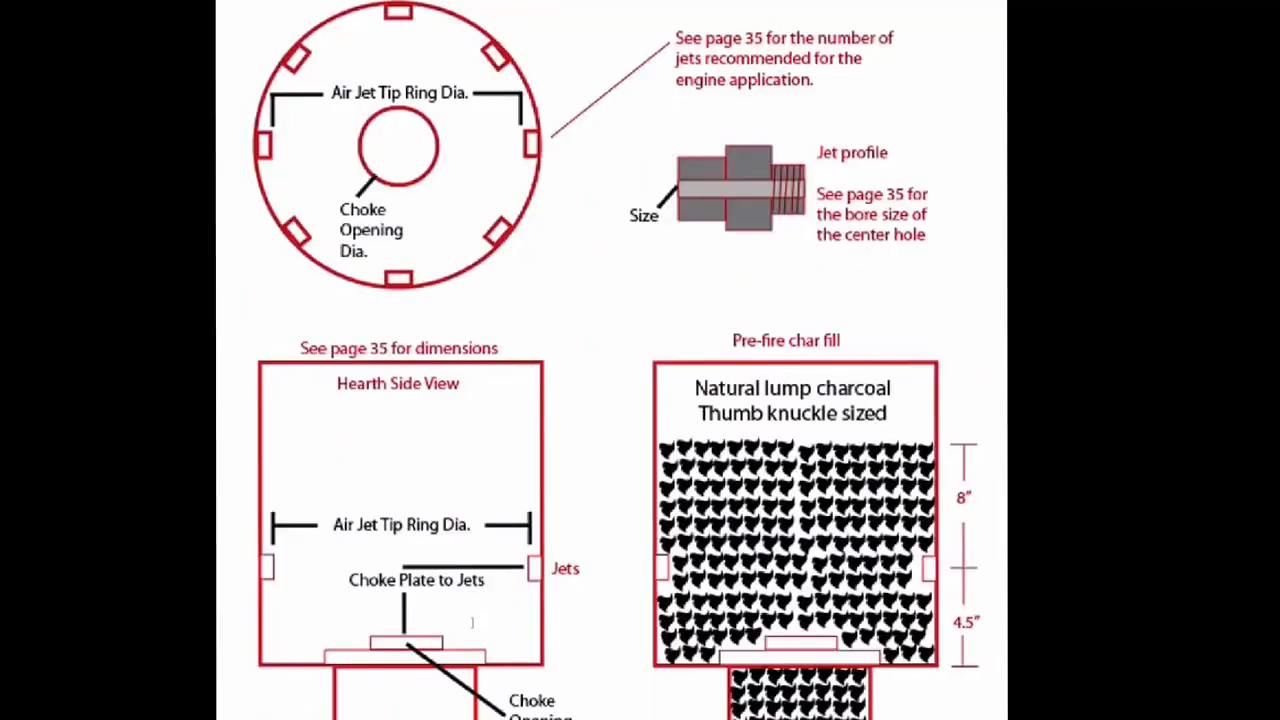 See page 35 for the number of
jets recommended for the
engine application.
Air Jet Tip Ring Dia.
Jet profile
See page 35 for
the bore size of
the center hole
Size
Choke
Opening
Dia.
See page 35 for dimensions
Hearth Side View
Air Jet Tip Ring Dia.
Choke Plate to Jets
Jets
Choke
Opening
Pre-fire char fill
Natural lump charcoal
Thumb knuckle sized
8"
4.5"